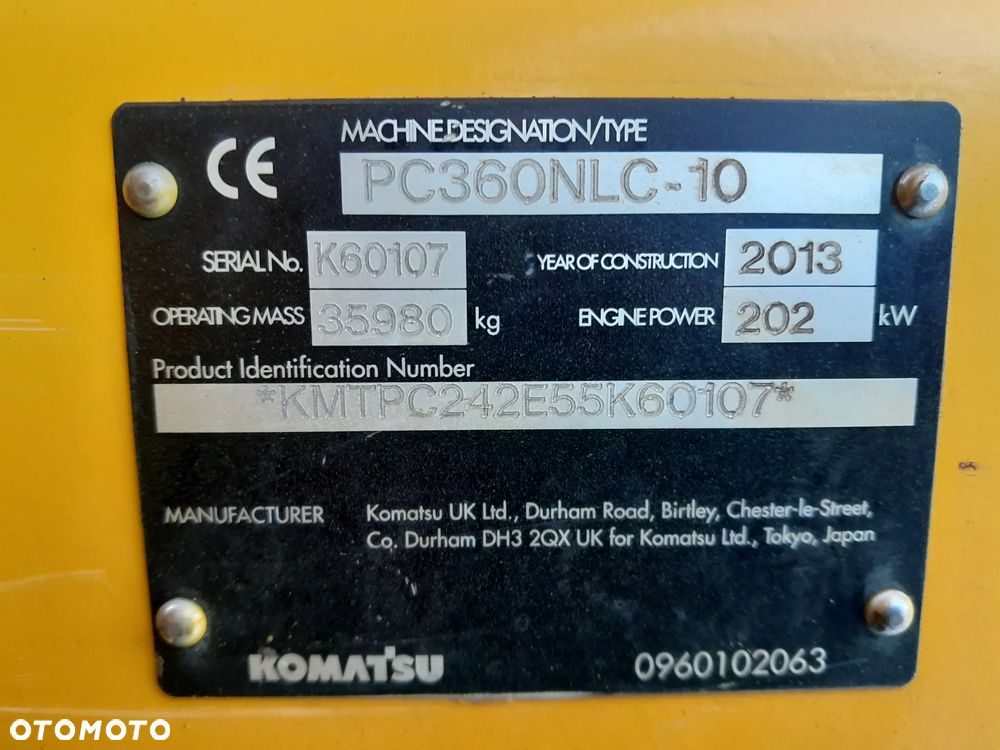 CE
MACHINE DESIGNATION/TYPE
PC360NLC-10
SERIAL No. K60107 YEAR OF CONSTRUCTION 2013
OPERATING MASS 35980 kg ENGINE POWER 202 kW
Product Identification Number
*KMTPC242E55K60107*
MANUFACTURER Komatsu UK Ltd., Durham Road, Birtley, Chester-le-Street,
Co. Durham DH3 2QX UK for Komatsu Ltd., Tokyo, Japan
KOMATSU 0960102063
OTOMOTO